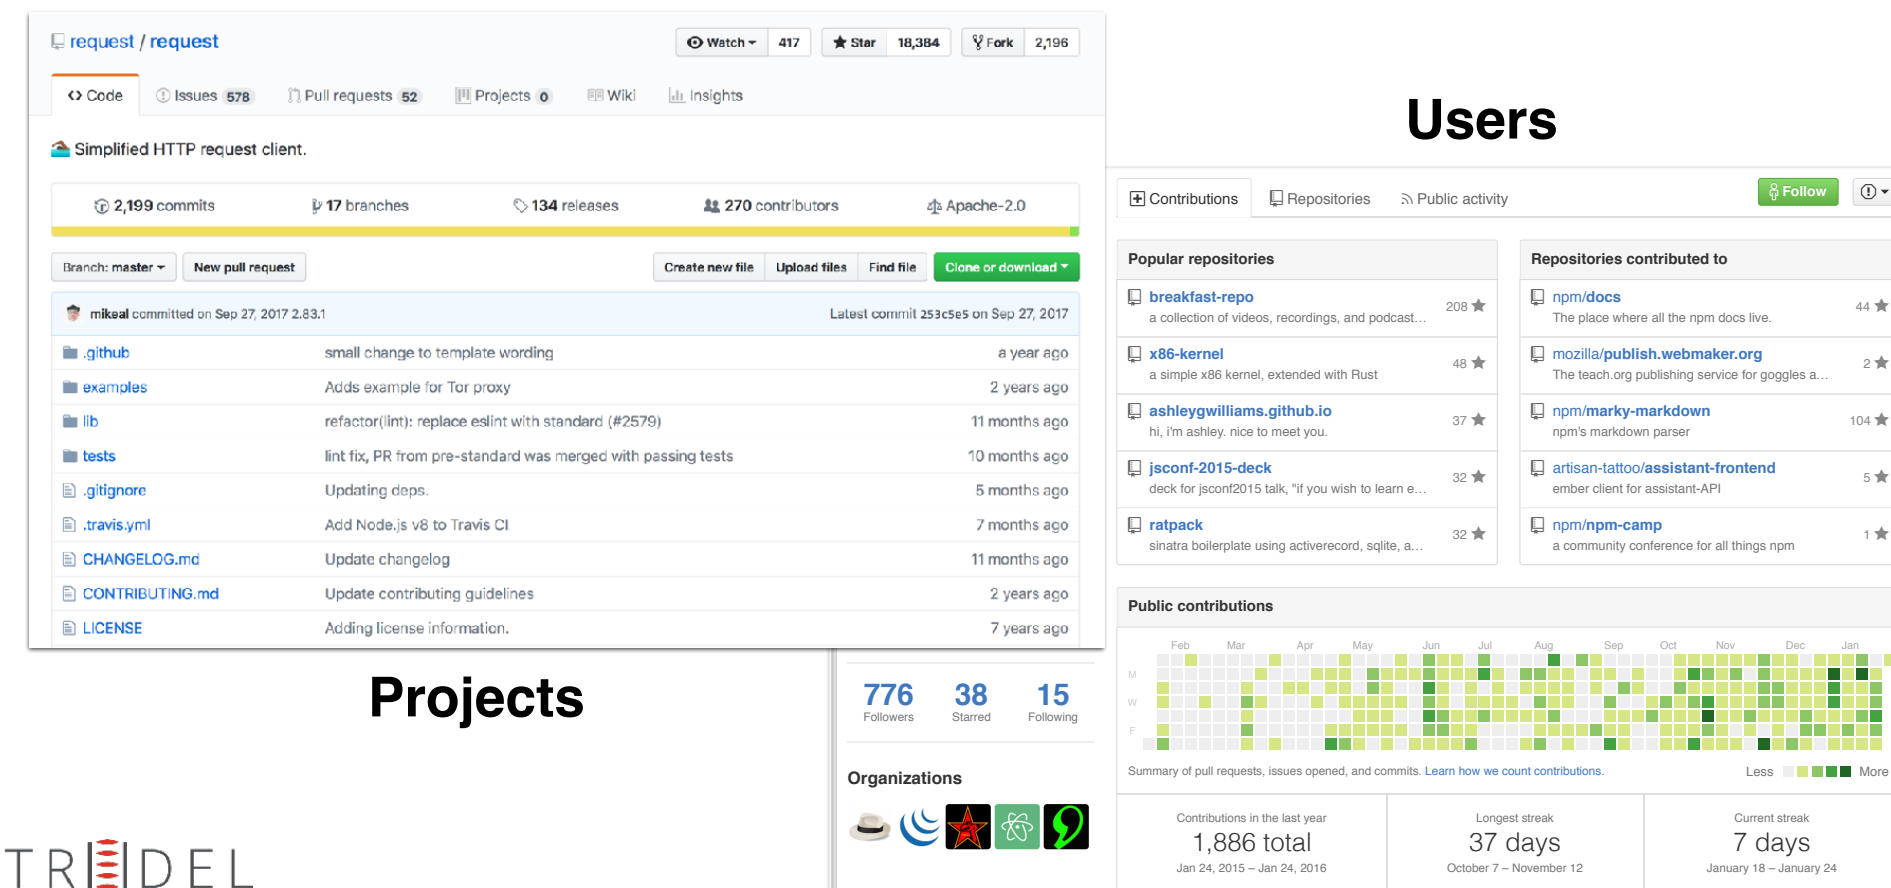 request / request
Watch 417 Star 18,384 Fork 2,196
Code Issues 578 Pull requests 52 Projects 0 Wiki Insights
Simplified HTTP request client.
2,199 commits 17 branches 134 releases 270 contributors Apache-2.0
Branch: master New pull request Create new file Upload files Find file Clone or download
mikeal committed on Sep 27, 2017 2.83.1 Latest commit 253c5e5 on Sep 27, 2017
.github small change to template wording a year ago
examples Adds example for Tor proxy 2 years ago
lib refactor(lint): replace eslint with standard (#2579) 11 months ago
tests lint fix, PR from pre-standard was merged with passing tests 10 months ago
.gitignore Updating deps. 5 months ago
.travis.yml Add Node.js v8 to Travis CI 7 months ago
CHANGELOG.md Update changelog 11 months ago
CONTRIBUTING.md Update contributing guidelines 2 years ago
LICENSE Adding license information. 7 years ago
Projects
Users
Contributions Repositories Public activity Follow
Popular repositories
breakfast-repo 208
a collection of videos, recordings, and podcast…
x86-kernel 48
a simple x86 kernel, extended with Rust
ashleygwilliams.github.io 37
hi, i'm ashley. nice to meet you.
jsconf-2015-deck 32
deck for jsconf2015 talk, "if you wish to learn e…
ratpack 32
sinatra boilerplate using activerecord, sqlite, a…
Repositories contributed to
npm/docs 44
The place where all the npm docs live.
mozilla/publish.webmaker.org 2
The teach.org publishing service for goggles a…
npm/marky-markdown 104
npm's markdown parser
artisan-tattoo/assistant-frontend 5
ember client for assistant-API
npm/npm-camp 1
a community conference for all things npm
Public contributions
Feb Mar Apr May Jun Jul Aug Sep Oct Nov Dec Jan
M
W
F
Summary of pull requests, issues opened, and commits. Learn how we count contributions. Less More
Contributions in the last year
1,886 total
Jan 24, 2015 – Jan 24, 2016
Longest streak
37 days
October 7 – November 12
Current streak
7 days
January 18 – January 24
776 38 15
Followers Starred Following
Organizations